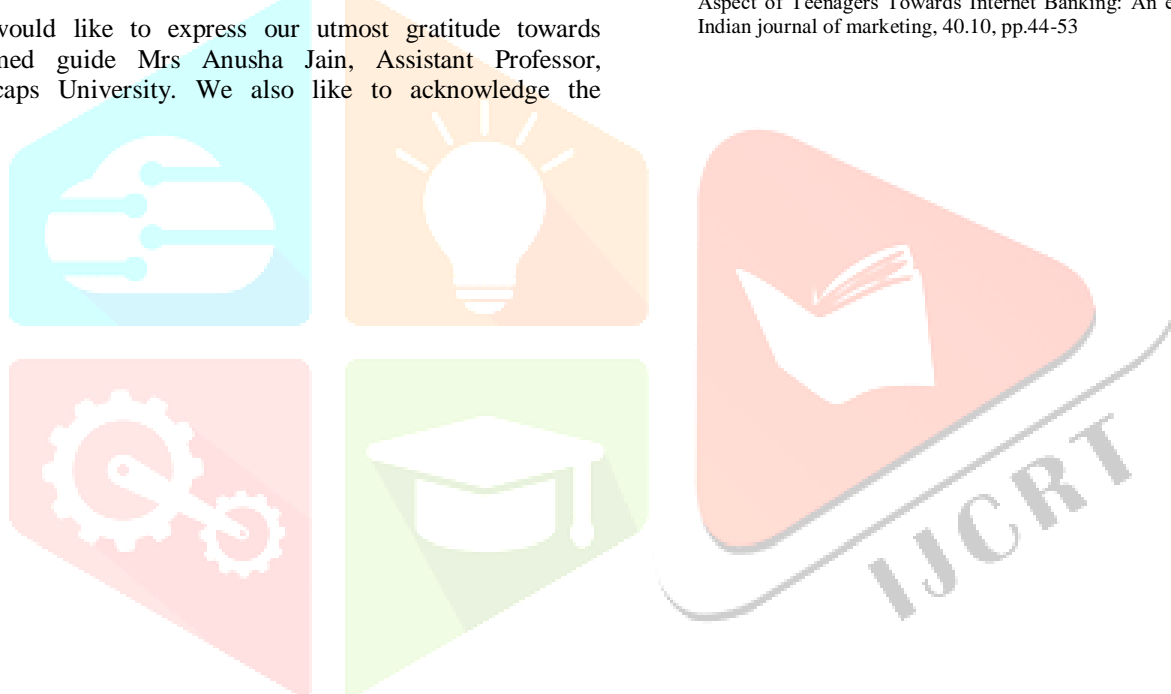 would like to express our utmost gratitude towards
ned guide Mrs Anusha Jain, Assistant Professor,
caps University. We also like to acknowledge the
Aspect of Teenagers Towards Internet Banking: An e
Indian journal of marketing, 40.10, pp.44-53
IJCRT